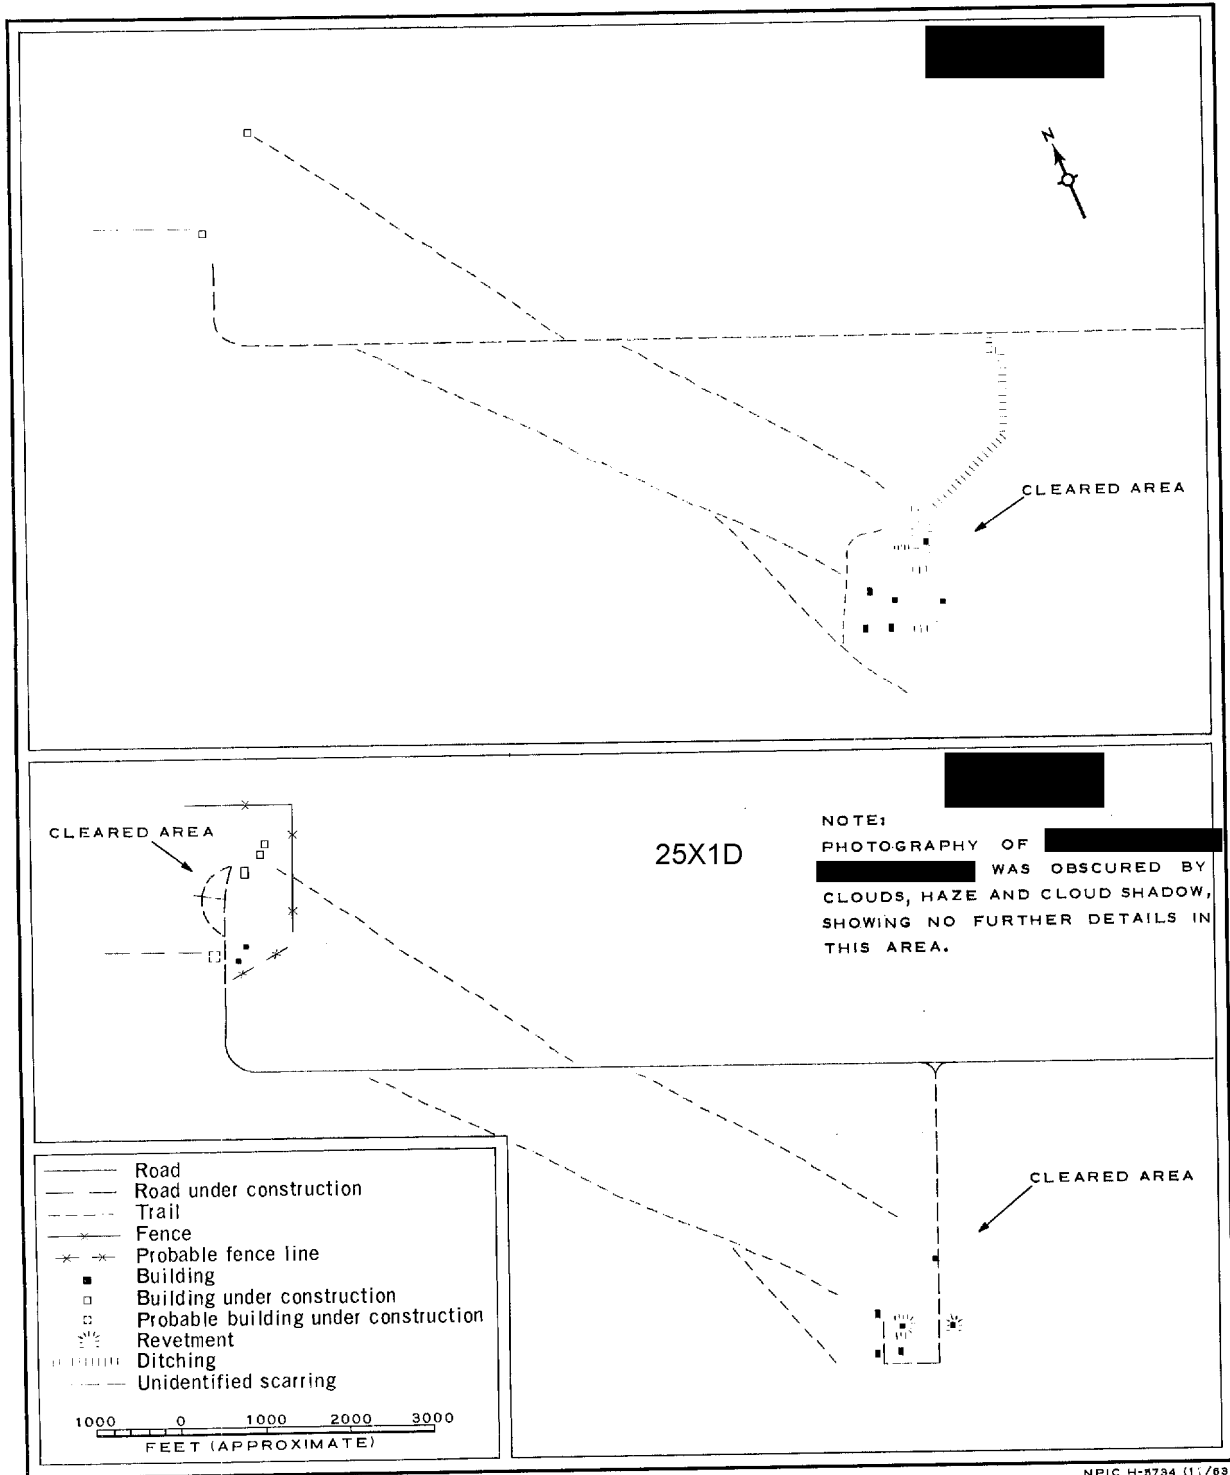 N
CLEARED AREA
CLEARED AREA
25X1D
NOTE:
PHOTOGRAPHY OF
WAS OBSCURED BY
CLOUDS, HAZE AND CLOUD SHADOW,
SHOWING NO FURTHER DETAILS IN
THIS AREA.
CLEARED AREA
Road
Road under construction
Trail
Fence
Probable fence line
Building
Building under construction
Probable building under construction
Revetment
Ditching
Unidentified scarring
1000 0 1000 2000 3000
FEET (APPROXIMATE)